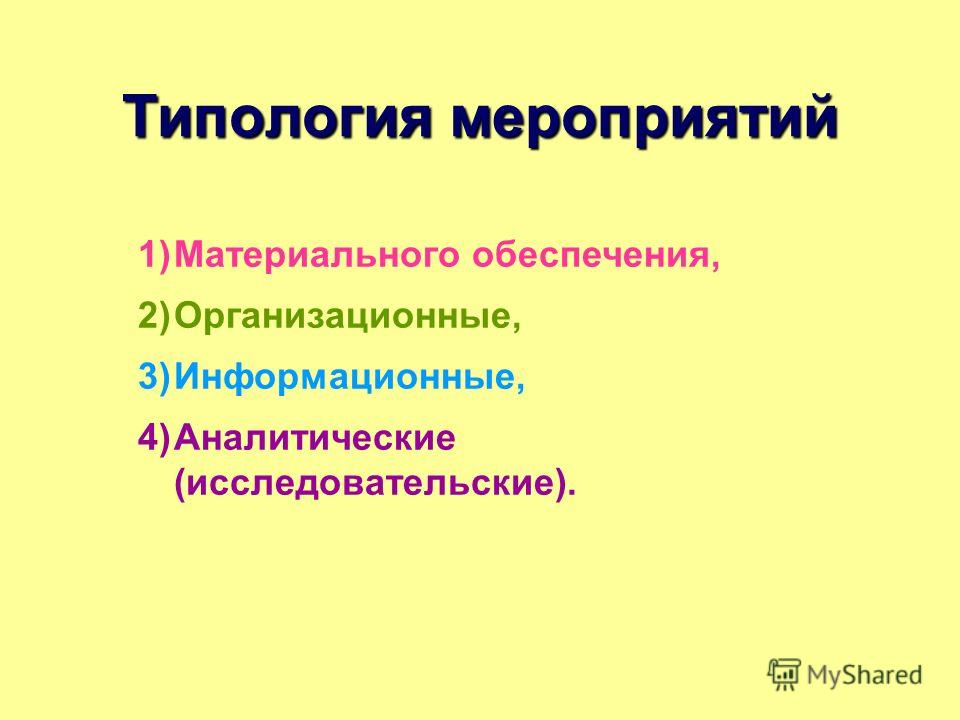 Типология мероприятий
1) Материального обеспечения,
2) Организационные,
3) Информационные,
4) Аналитические
(исследовательские).
MyShared